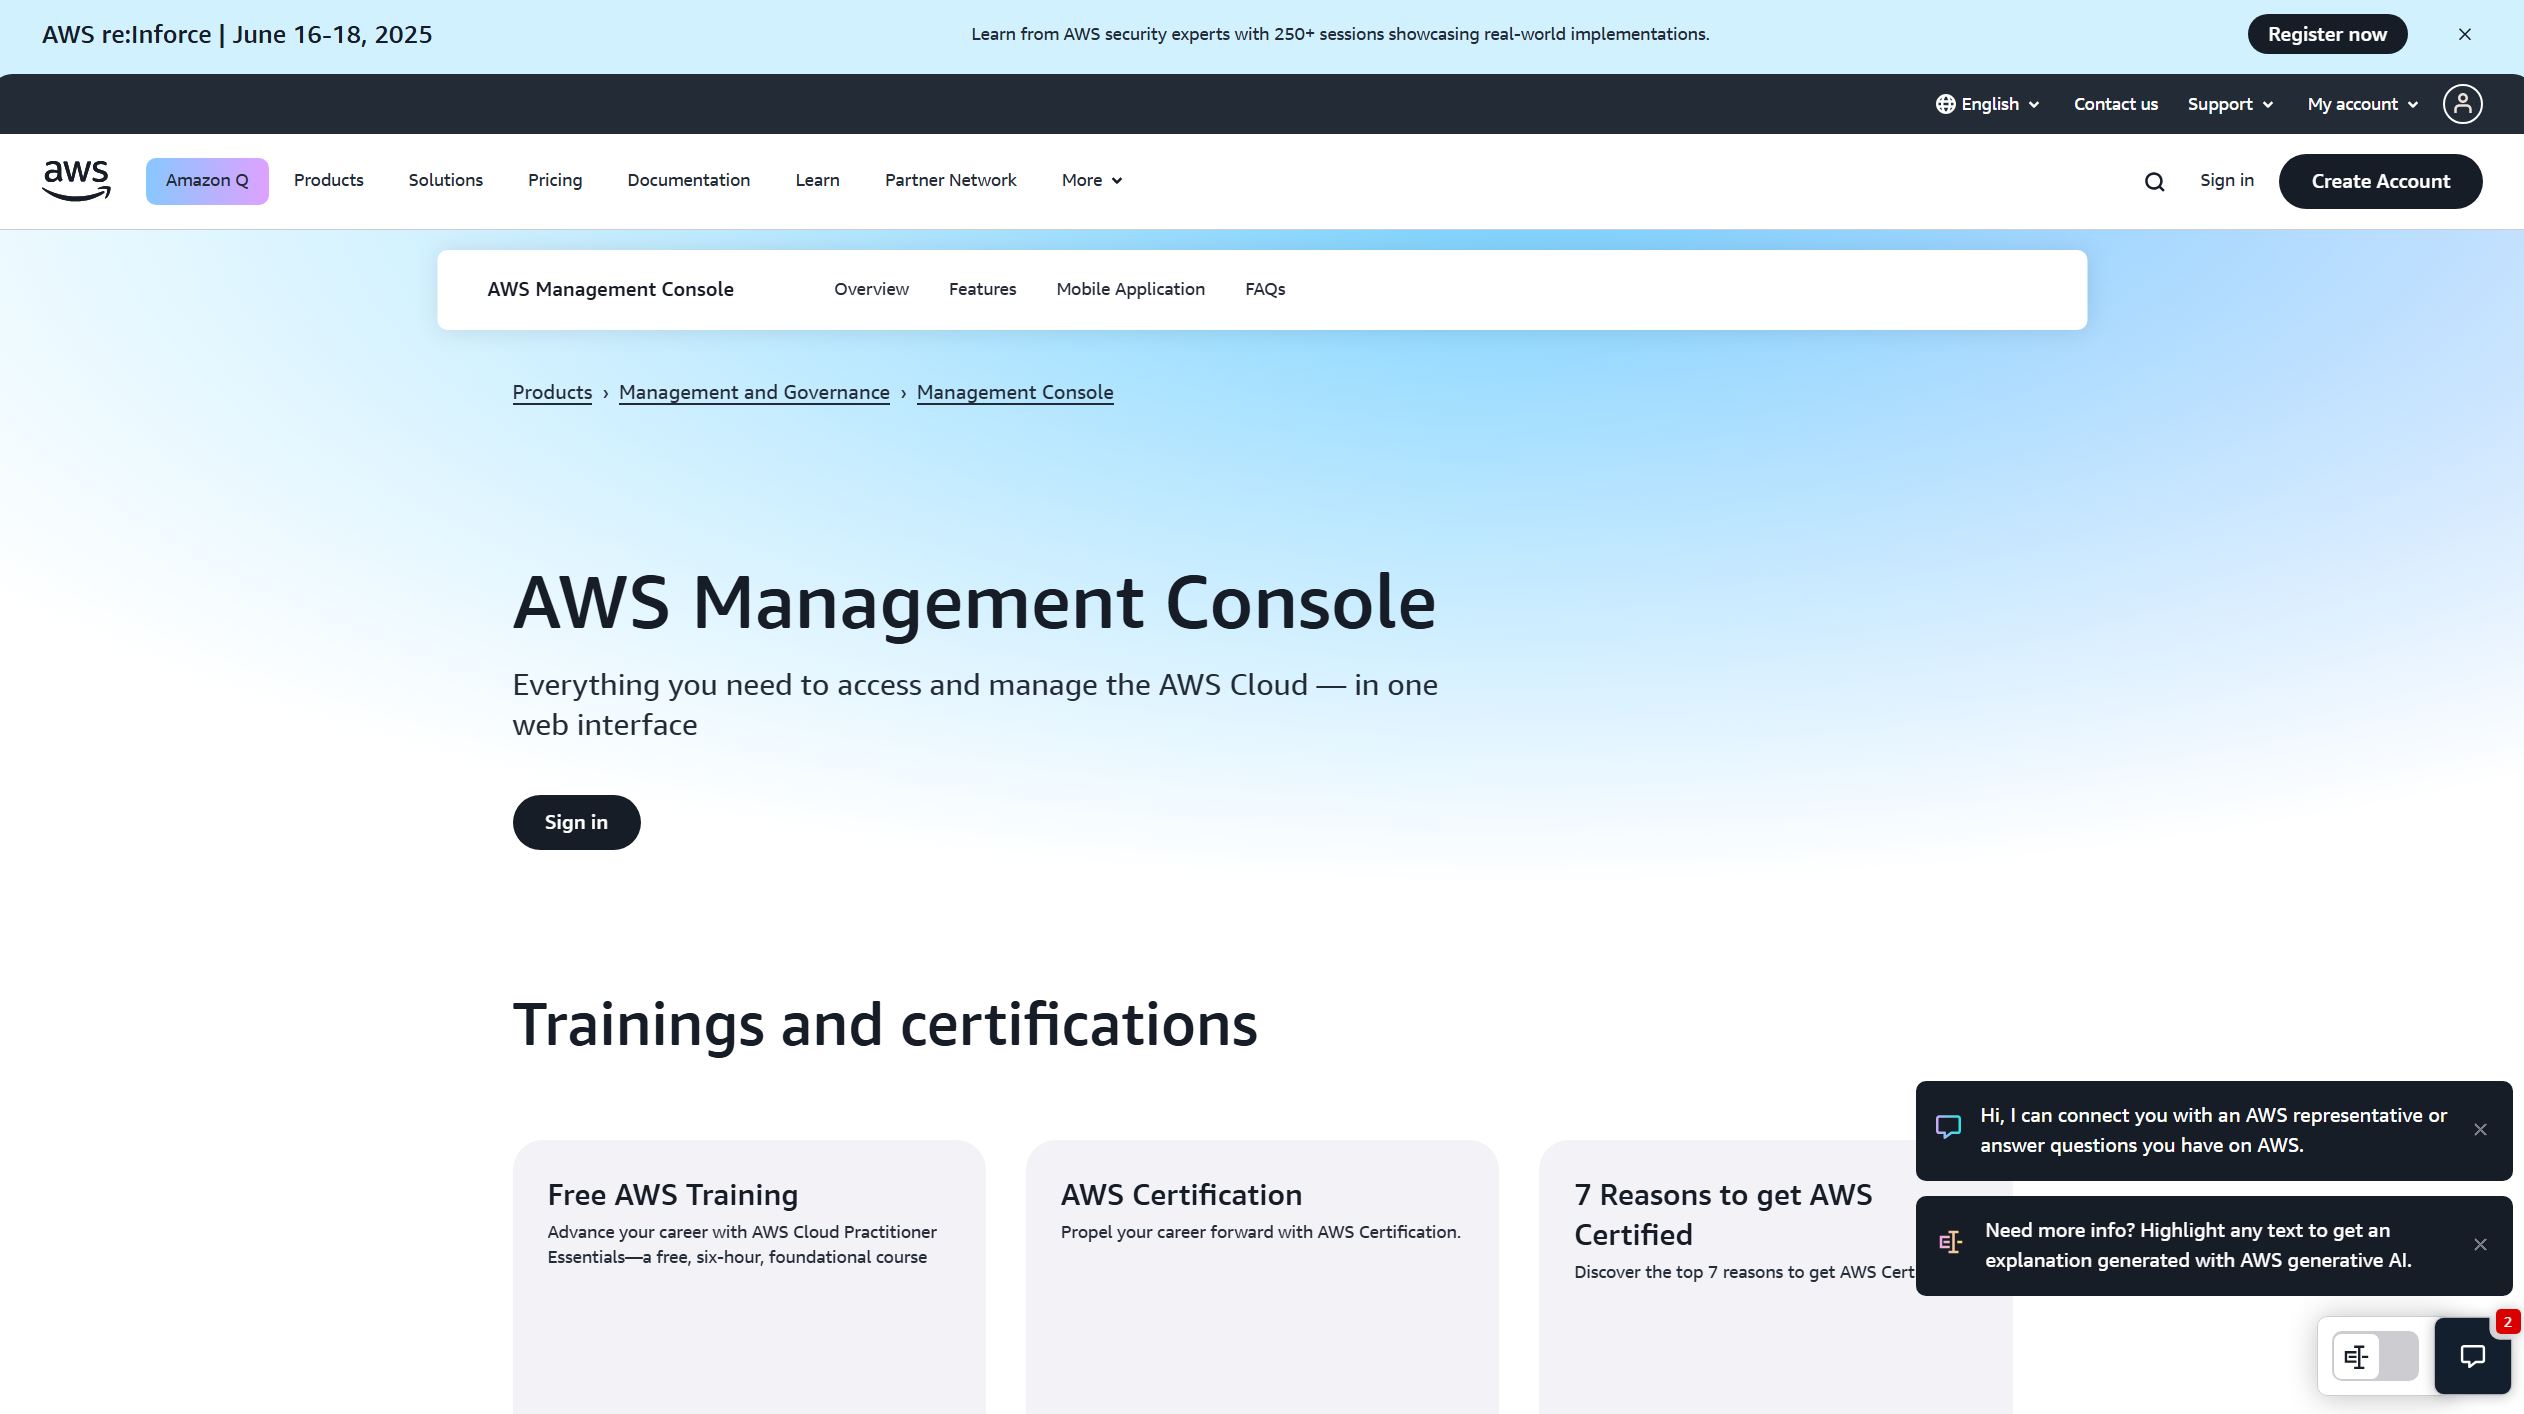 AWS re:Inforce | June 16-18, 2025
Learn from AWS security experts with 250+ sessions showcasing real-world implementations.
Register now
English
Contact us
Support
My account
aws
Amazon Q
Products
Solutions
Pricing
Documentation
Learn
Partner Network
More
Sign in
Create Account
AWS Management Console
Overview
Features
Mobile Application
FAQs
Products › Management and Governance › Management Console
AWS Management Console
Everything you need to access and manage the AWS Cloud — in one
web interface
Sign in
Trainings and certifications
Free AWS Training
Advance your career with AWS Cloud Practitioner
Essentials—a free, six-hour, foundational course
AWS Certification
Propel your career forward with AWS Certification.
7 Reasons to get AWS
Certified
Discover the top 7 reasons to get AWS Cert
Hi, I can connect you with an AWS representative or
answer questions you have on AWS.
Need more info? Highlight any text to get an
explanation generated with AWS generative AI.
2